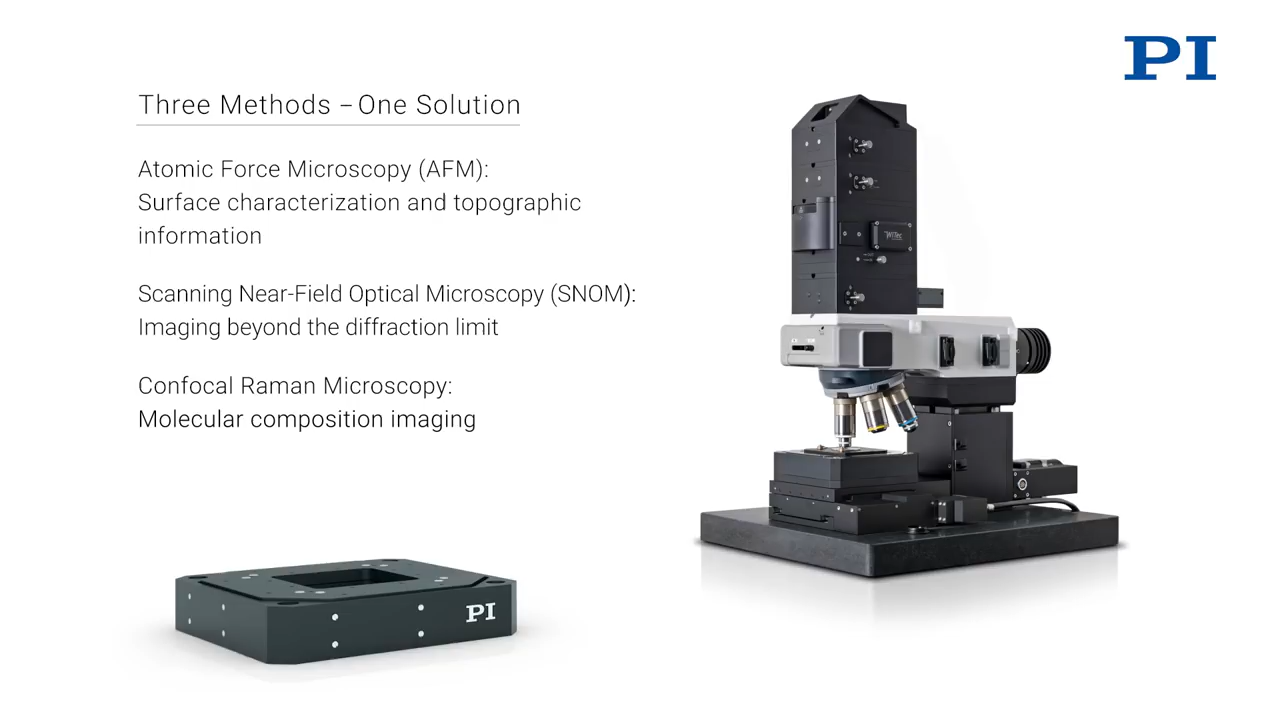 PI
Three Methods – One Solution
Atomic Force Microscopy (AFM):
Surface characterization and topographic
information
Scanning Near-Field Optical Microscopy (SNOM):
Imaging beyond the diffraction limit
Confocal Raman Microscopy:
Molecular composition imaging
WITec
PI